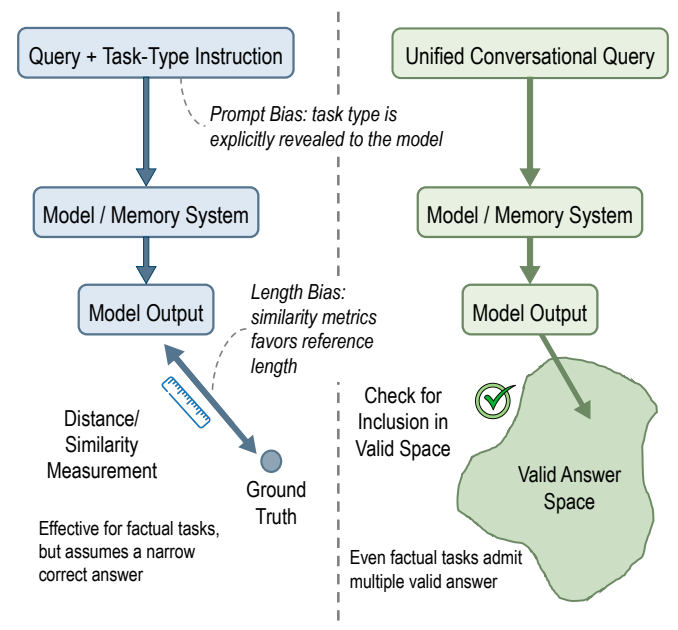 Query + Task-Type Instruction
Prompt Bias: task type is
explicitly revealed to the model
Model / Memory System
Model Output
Length Bias:
similarity metrics
favors reference
length
Distance/
Similarity
Measurement
Ground
Truth
Effective for factual tasks,
but assumes a narrow
correct answer
Unified Conversational Query
Model / Memory System
Model Output
Check for
Inclusion in
Valid Space
Valid Answer
Space
Even factual tasks admit
multiple valid answer